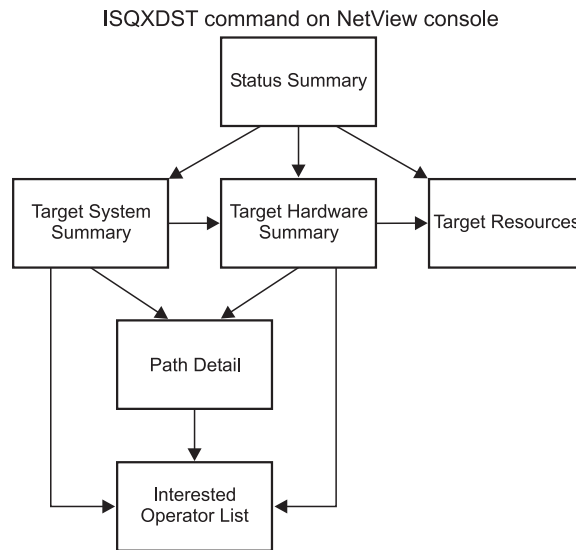 ISQXDST command on NetView console
Status Summary
Target System
Summary
Target Hardware
Summary
Target Resources
Path Detail
Interested
Operator List